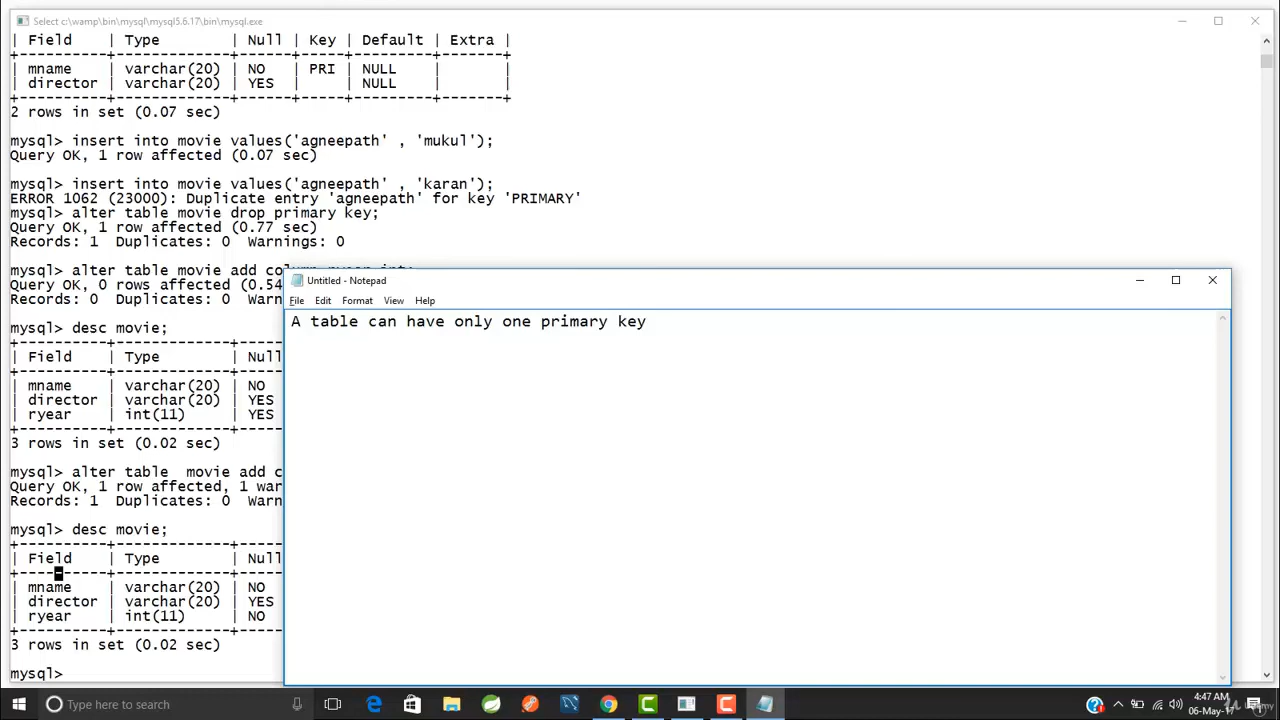 Select c:\wamp\bin\mysql\mysql5.6.17\bin\mysql.exe
| Field | Type | Null | Key | Default | Extra |
+----------+-------------+------+-----+---------+-------+
| mname | varchar(20) | NO | PRI | NULL | |
| director | varchar(20) | YES | | NULL | |
+----------+-------------+------+-----+---------+-------+
2 rows in set (0.07 sec)
mysql> insert into movie values('agneepath' , 'mukul');
Query OK, 1 row affected (0.07 sec)
mysql> insert into movie values('agneepath' , 'karan');
ERROR 1062 (23000): Duplicate entry 'agneepath' for key 'PRIMARY'
mysql> alter table movie drop primary key;
Query OK, 1 row affected (0.77 sec)
Records: 1 Duplicates: 0 Warnings: 0
mysql> alter table movie add column ryear int;
Query OK, 0 rows affected (0.54
Records: 0 Duplicates: 0 Warn
mysql> desc movie;
+----------+-------------+-----
| Field | Type | Null
+----------+-------------+-----
| mname | varchar(20) | NO
| director | varchar(20) | YES
| ryear | int(11) | YES
+----------+-------------+-----
3 rows in set (0.02 sec)
mysql> alter table movie add c
Query OK, 1 row affected, 1 war
Records: 1 Duplicates: 0 Warn
mysql> desc movie;
+----------+-------------+-----
| Field | Type | Null
+----------+-------------+-----
| mname | varchar(20) | NO
| director | varchar(20) | YES
| ryear | int(11) | NO
+----------+-------------+-----
3 rows in set (0.02 sec)
mysql>
Untitled - Notepad
File Edit Format View Help
A table can have only one primary key
Type here to search
4:47 AM
06-May-17